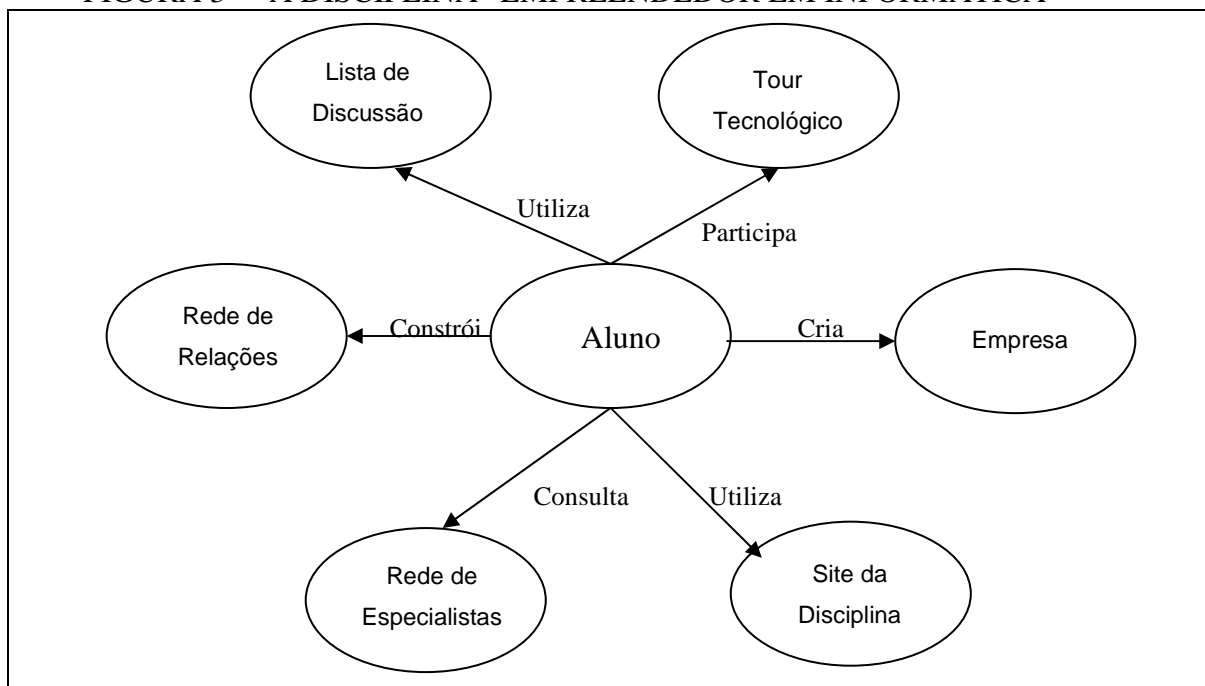 Lista de
Discussão
Tour
Tecnológico
Utiliza
Participa
Rede de
Relações
Constrói
Aluno
Cria
Empresa
Consulta
Utiliza
Rede de
Especialistas
Site da
Disciplina